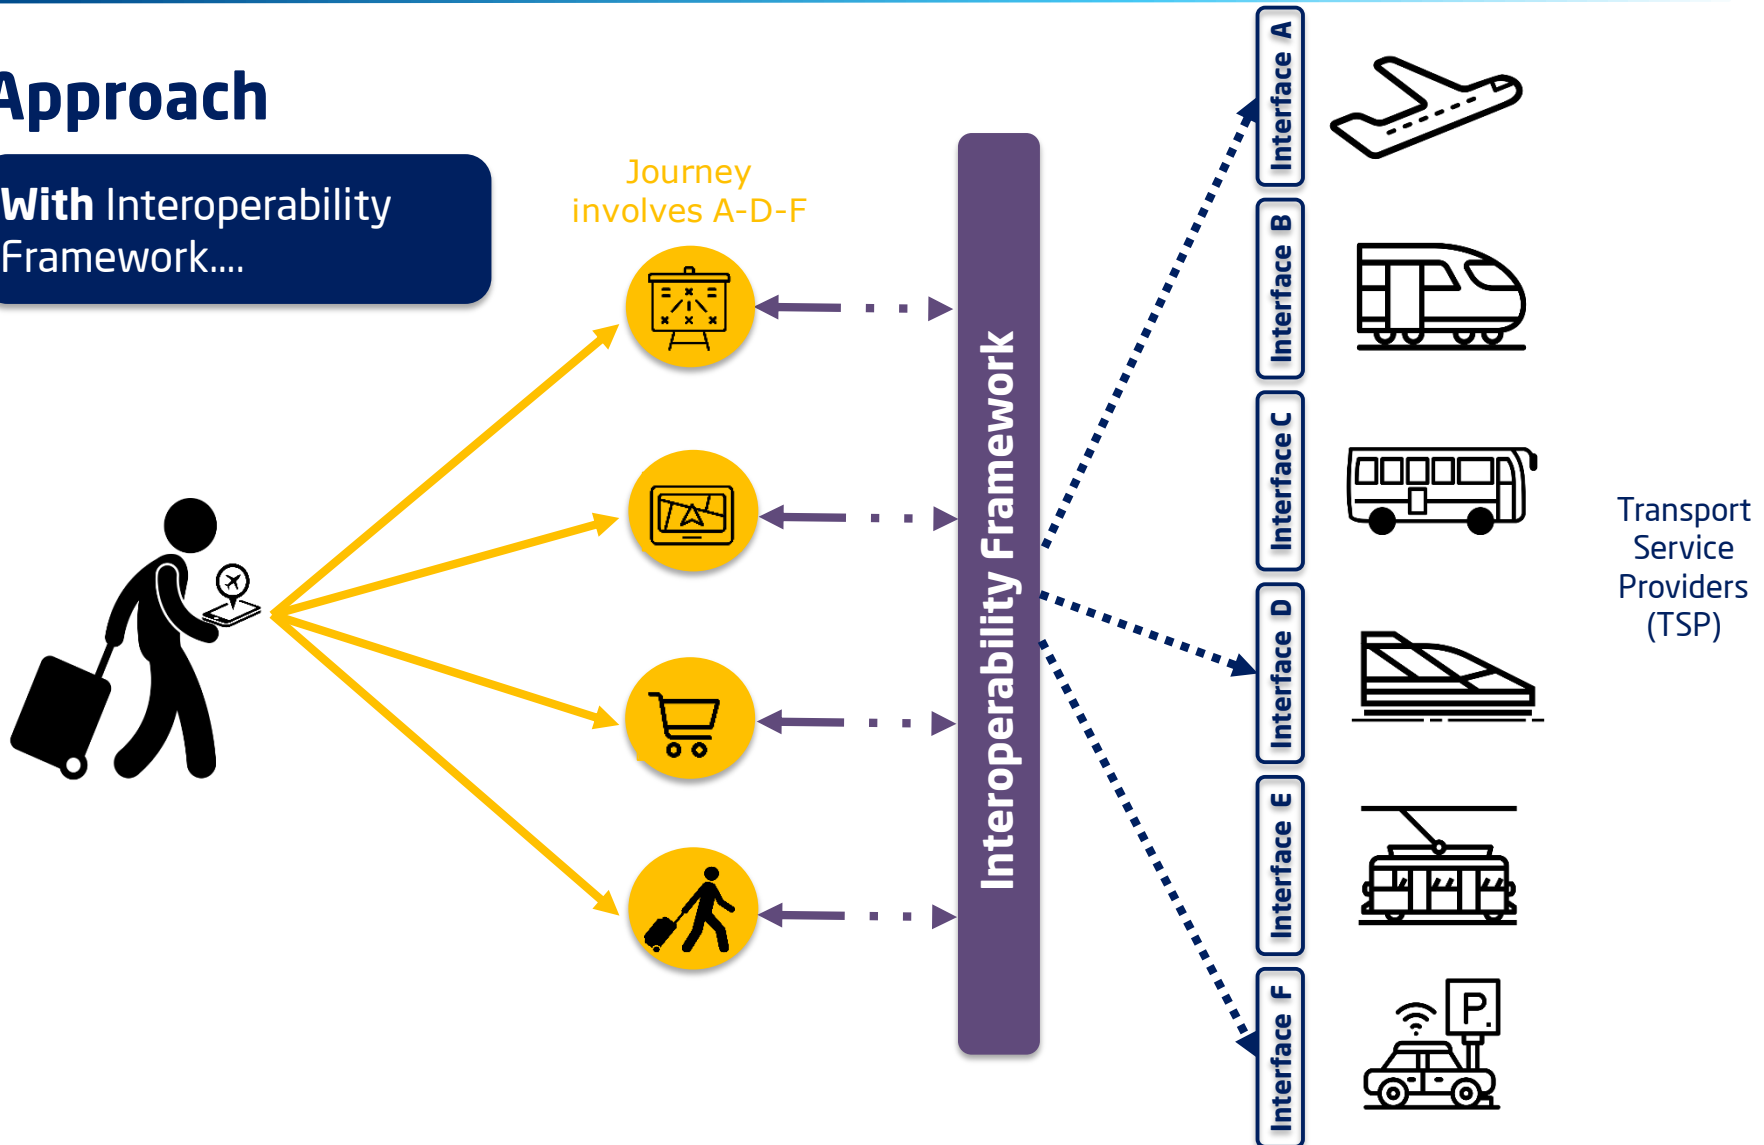 Approach
With Interoperability
Framework....
Journey
involves A-D-F
Interoperability Framework
Interface A
Interface B
Interface C
Interface D
Interface E
Interface F
P.
Transport
Service
Providers
(TSP)